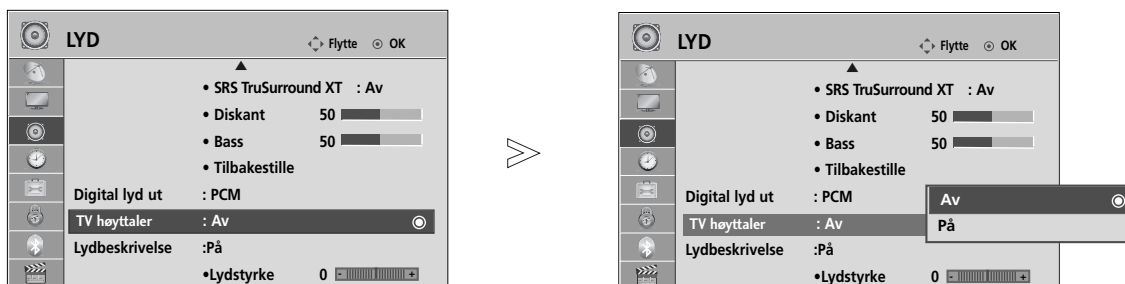 LYD Flytte OK
• SRS TruSurround XT : Av
• Diskant 50
• Bass 50
• Tilbakestille
Digital lyd ut : PCM
TV høyttaler : Av
Lydbeskrivelse :På
•Lydstyrke 0 - +
LYD Flytte OK
• SRS TruSurround XT : Av
• Diskant 50
• Bass 50
• Tilbakestille
Digital lyd ut : PCM
TV høyttaler : Av
Av
På
Lydbeskrivelse :På
•Lydstyrke 0 - +